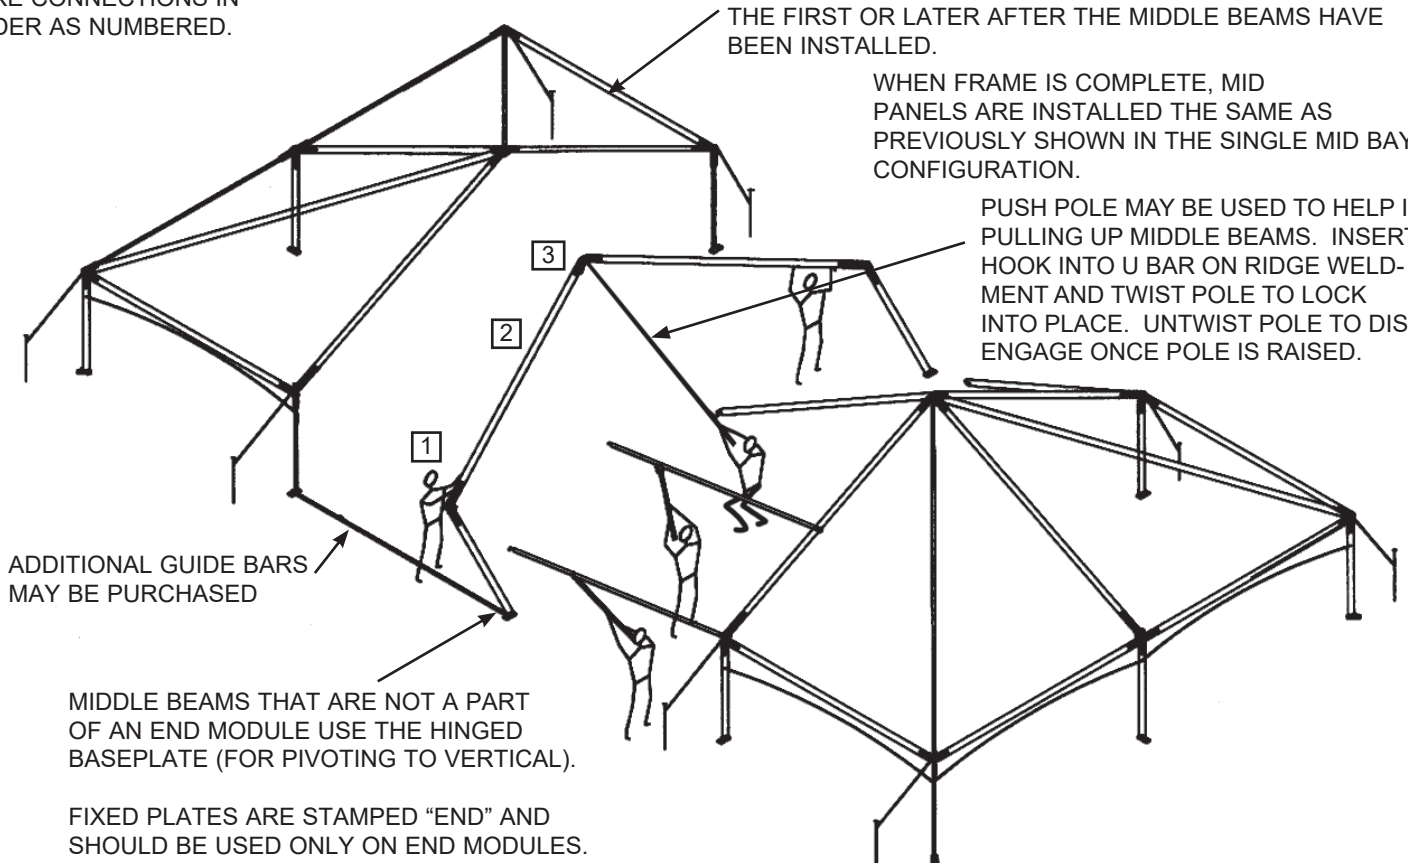 CONNECTIONS IN
AS NUMBERED.
THE FIRST OR LATER AFTER THE MIDDLE BEAMS HAVE
BEEN INSTALLED.
WHEN FRAME IS COMPLETE, MID
PANELS ARE INSTALLED THE SAME AS
PREVIOUSLY SHOWN IN THE SINGLE MID BAY
CONFIGURATION.
PUSH POLE MAY BE USED TO HELP
PULLING UP MIDDLE BEAMS. INSERT
HOOK INTO U BAR ON RIDGE WELD-
MENT AND TWIST POLE TO LOCK
INTO PLACE. UNTWIST POLE TO DIS
ENGAGE ONCE POLE IS RAISED.
3
2
1
ADDITIONAL GUIDE BARS
MAY BE PURCHASED
MIDDLE BEAMS THAT ARE NOT A PART
OF AN END MODULE USE THE HINGED
BASEPLATE (FOR PIVOTING TO VERTICAL).
FIXED PLATES ARE STAMPED “END” AND
SHOULD BE USED ONLY ON END MODULES.